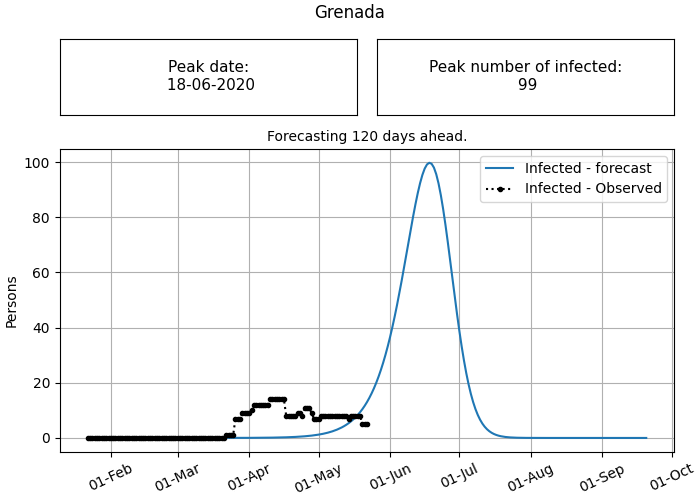 Grenada
Peak date:
18-06-2020
Peak number of infected:
99
Forecasting 120 days ahead.
Infected - forecast
Infected - Observed
100
80
60
40
20
0
Persons
01-Feb
01-Mar
01-Apr
01-May
01-Jun
01-Jul
01-Aug
01-Sep
01-Oct